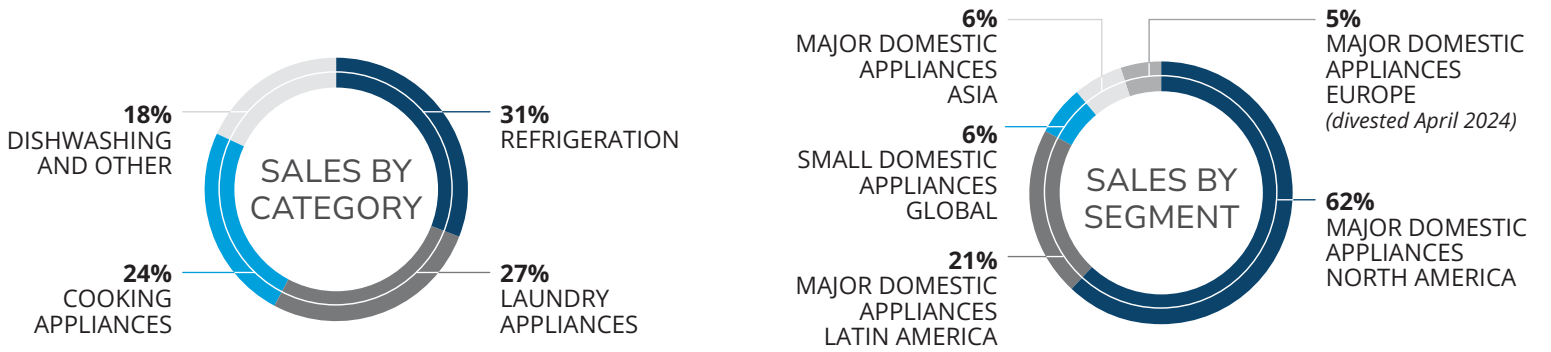 SALES BY
CATEGORY
31%
REFRIGERATION
27%
LAUNDRY
APPLIANCES
24%
COOKING
APPLIANCES
18%
DISHWASHING
AND OTHER
SALES BY
SEGMENT
5%
MAJOR DOMESTIC
APPLIANCES
EUROPE
(divested April 2024)
62%
MAJOR DOMESTIC
APPLIANCES
NORTH AMERICA
21%
MAJOR DOMESTIC
APPLIANCES
LATIN AMERICA
6%
SMALL DOMESTIC
APPLIANCES
GLOBAL
6%
MAJOR DOMESTIC
APPLIANCES
ASIA